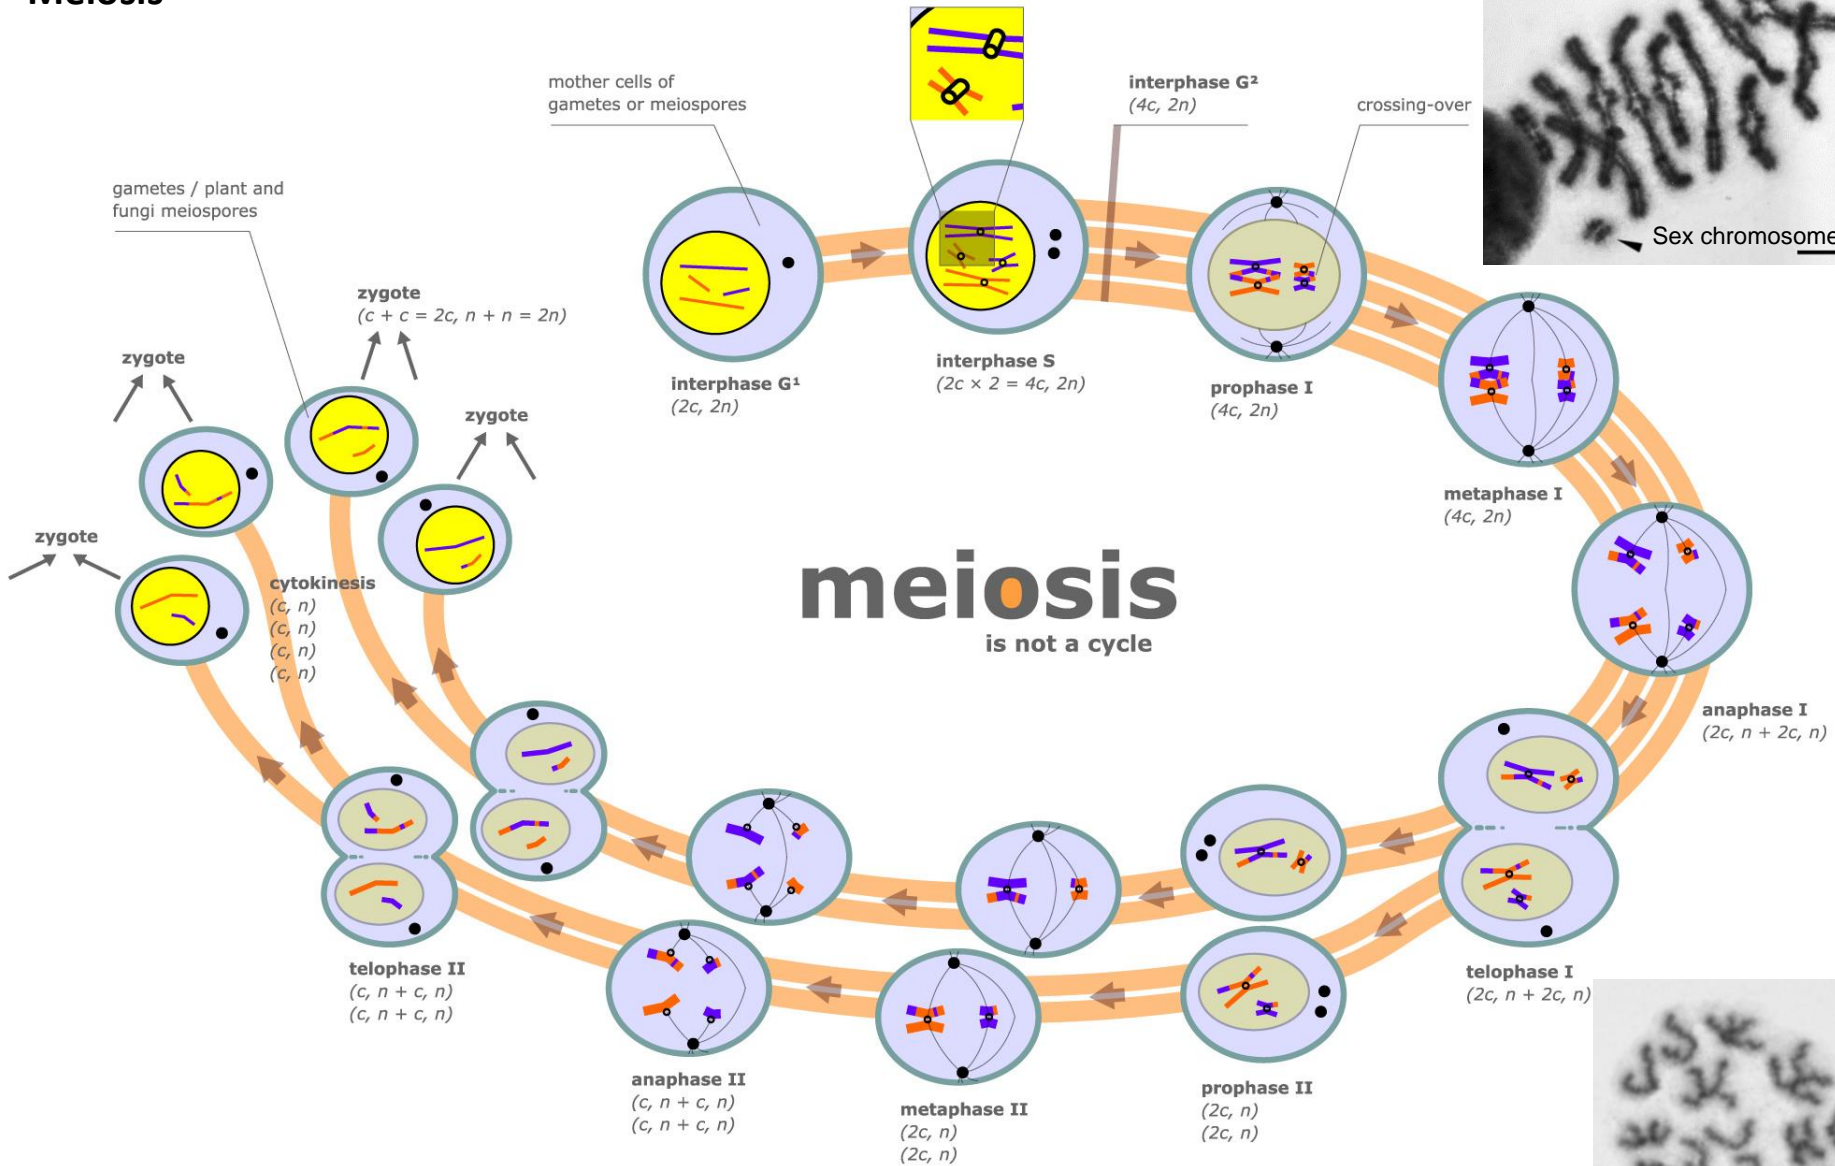 Meiosis
mother cells of
gametes or meiospores
interphase G²
(4c, 2n)
crossing-over
gametes / plant and
fungi meiospores
Sex chromosome
zygote
(c + c = 2c, n + n = 2n)
zygote
zygote
zygote
interphase G¹
(2c, 2n)
interphase S
(2c × 2 = 4c, 2n)
prophase I
(4c, 2n)
metaphase I
(4c, 2n)
meiosis
is not a cycle
cytokinesis
(c, n)
(c, n)
(c, n)
(c, n)
anaphase I
(2c, n + 2c, n)
telophase I
(2c, n + 2c, n)
prophase II
(2c, n)
(2c, n)
metaphase II
(2c, n)
(2c, n)
anaphase II
(c, n + c, n)
(c, n + c, n)
telophase II
(c, n + c, n)
(c, n + c, n)